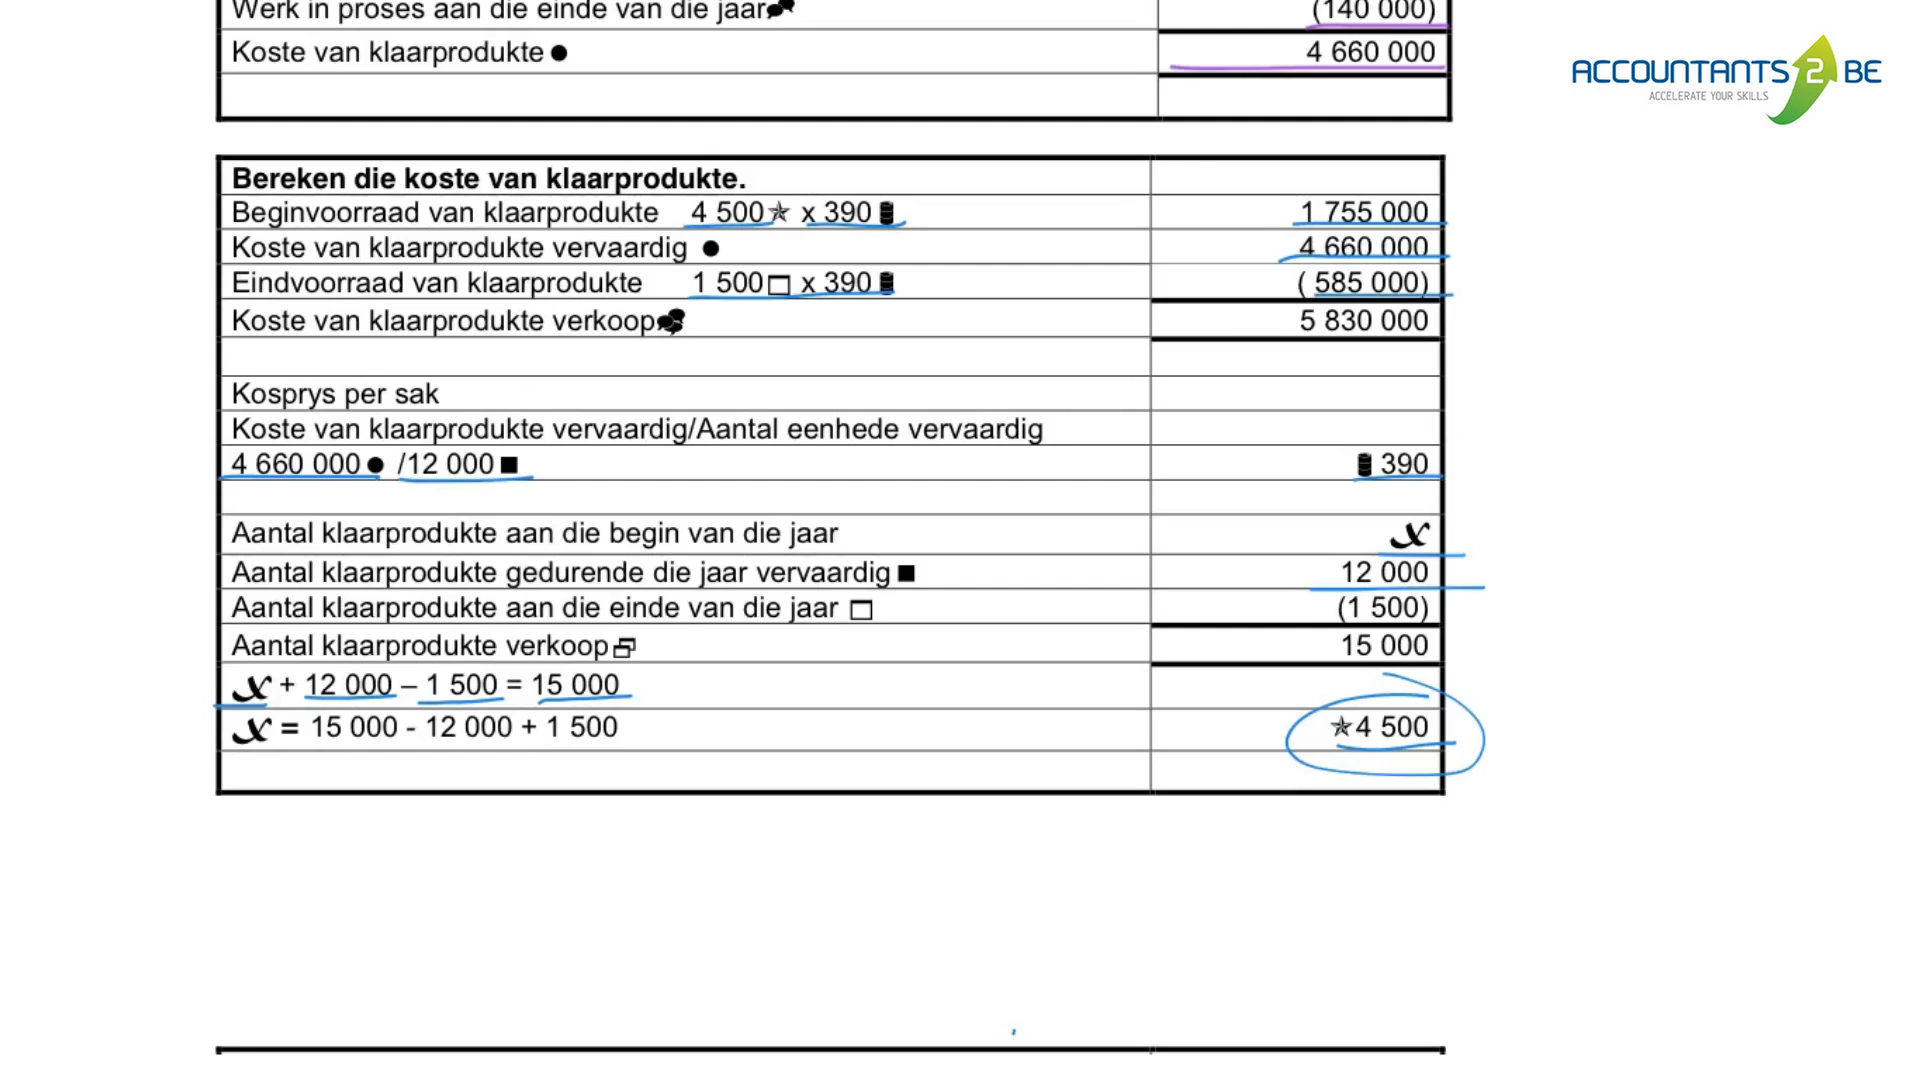 Werk in proses aan die einde van die jaar (140 000)
Koste van klaarprodukte ● 4 660 000
ACCOUNTANTS 2 BE
ACCELERATE YOUR SKILLS
Bereken die koste van klaarprodukte.
Beginvoorraad van klaarprodukte 4 500 x 390 1 755 000
Koste van klaarprodukte vervaardig ● 4 660 000
Eindvoorraad van klaarprodukte 1 500 x 390 ( 585 000)
Koste van klaarprodukte verkoop 5 830 000
Kosprys per sak
Koste van klaarprodukte vervaardig/Aantal eenhede vervaardig
4 660 000 ● /12 000 ■ 390
Aantal klaarprodukte aan die begin van die jaar x
Aantal klaarprodukte gedurende die jaar vervaardig ■ 12 000
Aantal klaarprodukte aan die einde van die jaar (1 500)
Aantal klaarprodukte verkoop 15 000
x + 12 000 – 1 500 = 15 000
x = 15 000 - 12 000 + 1 500 4 500